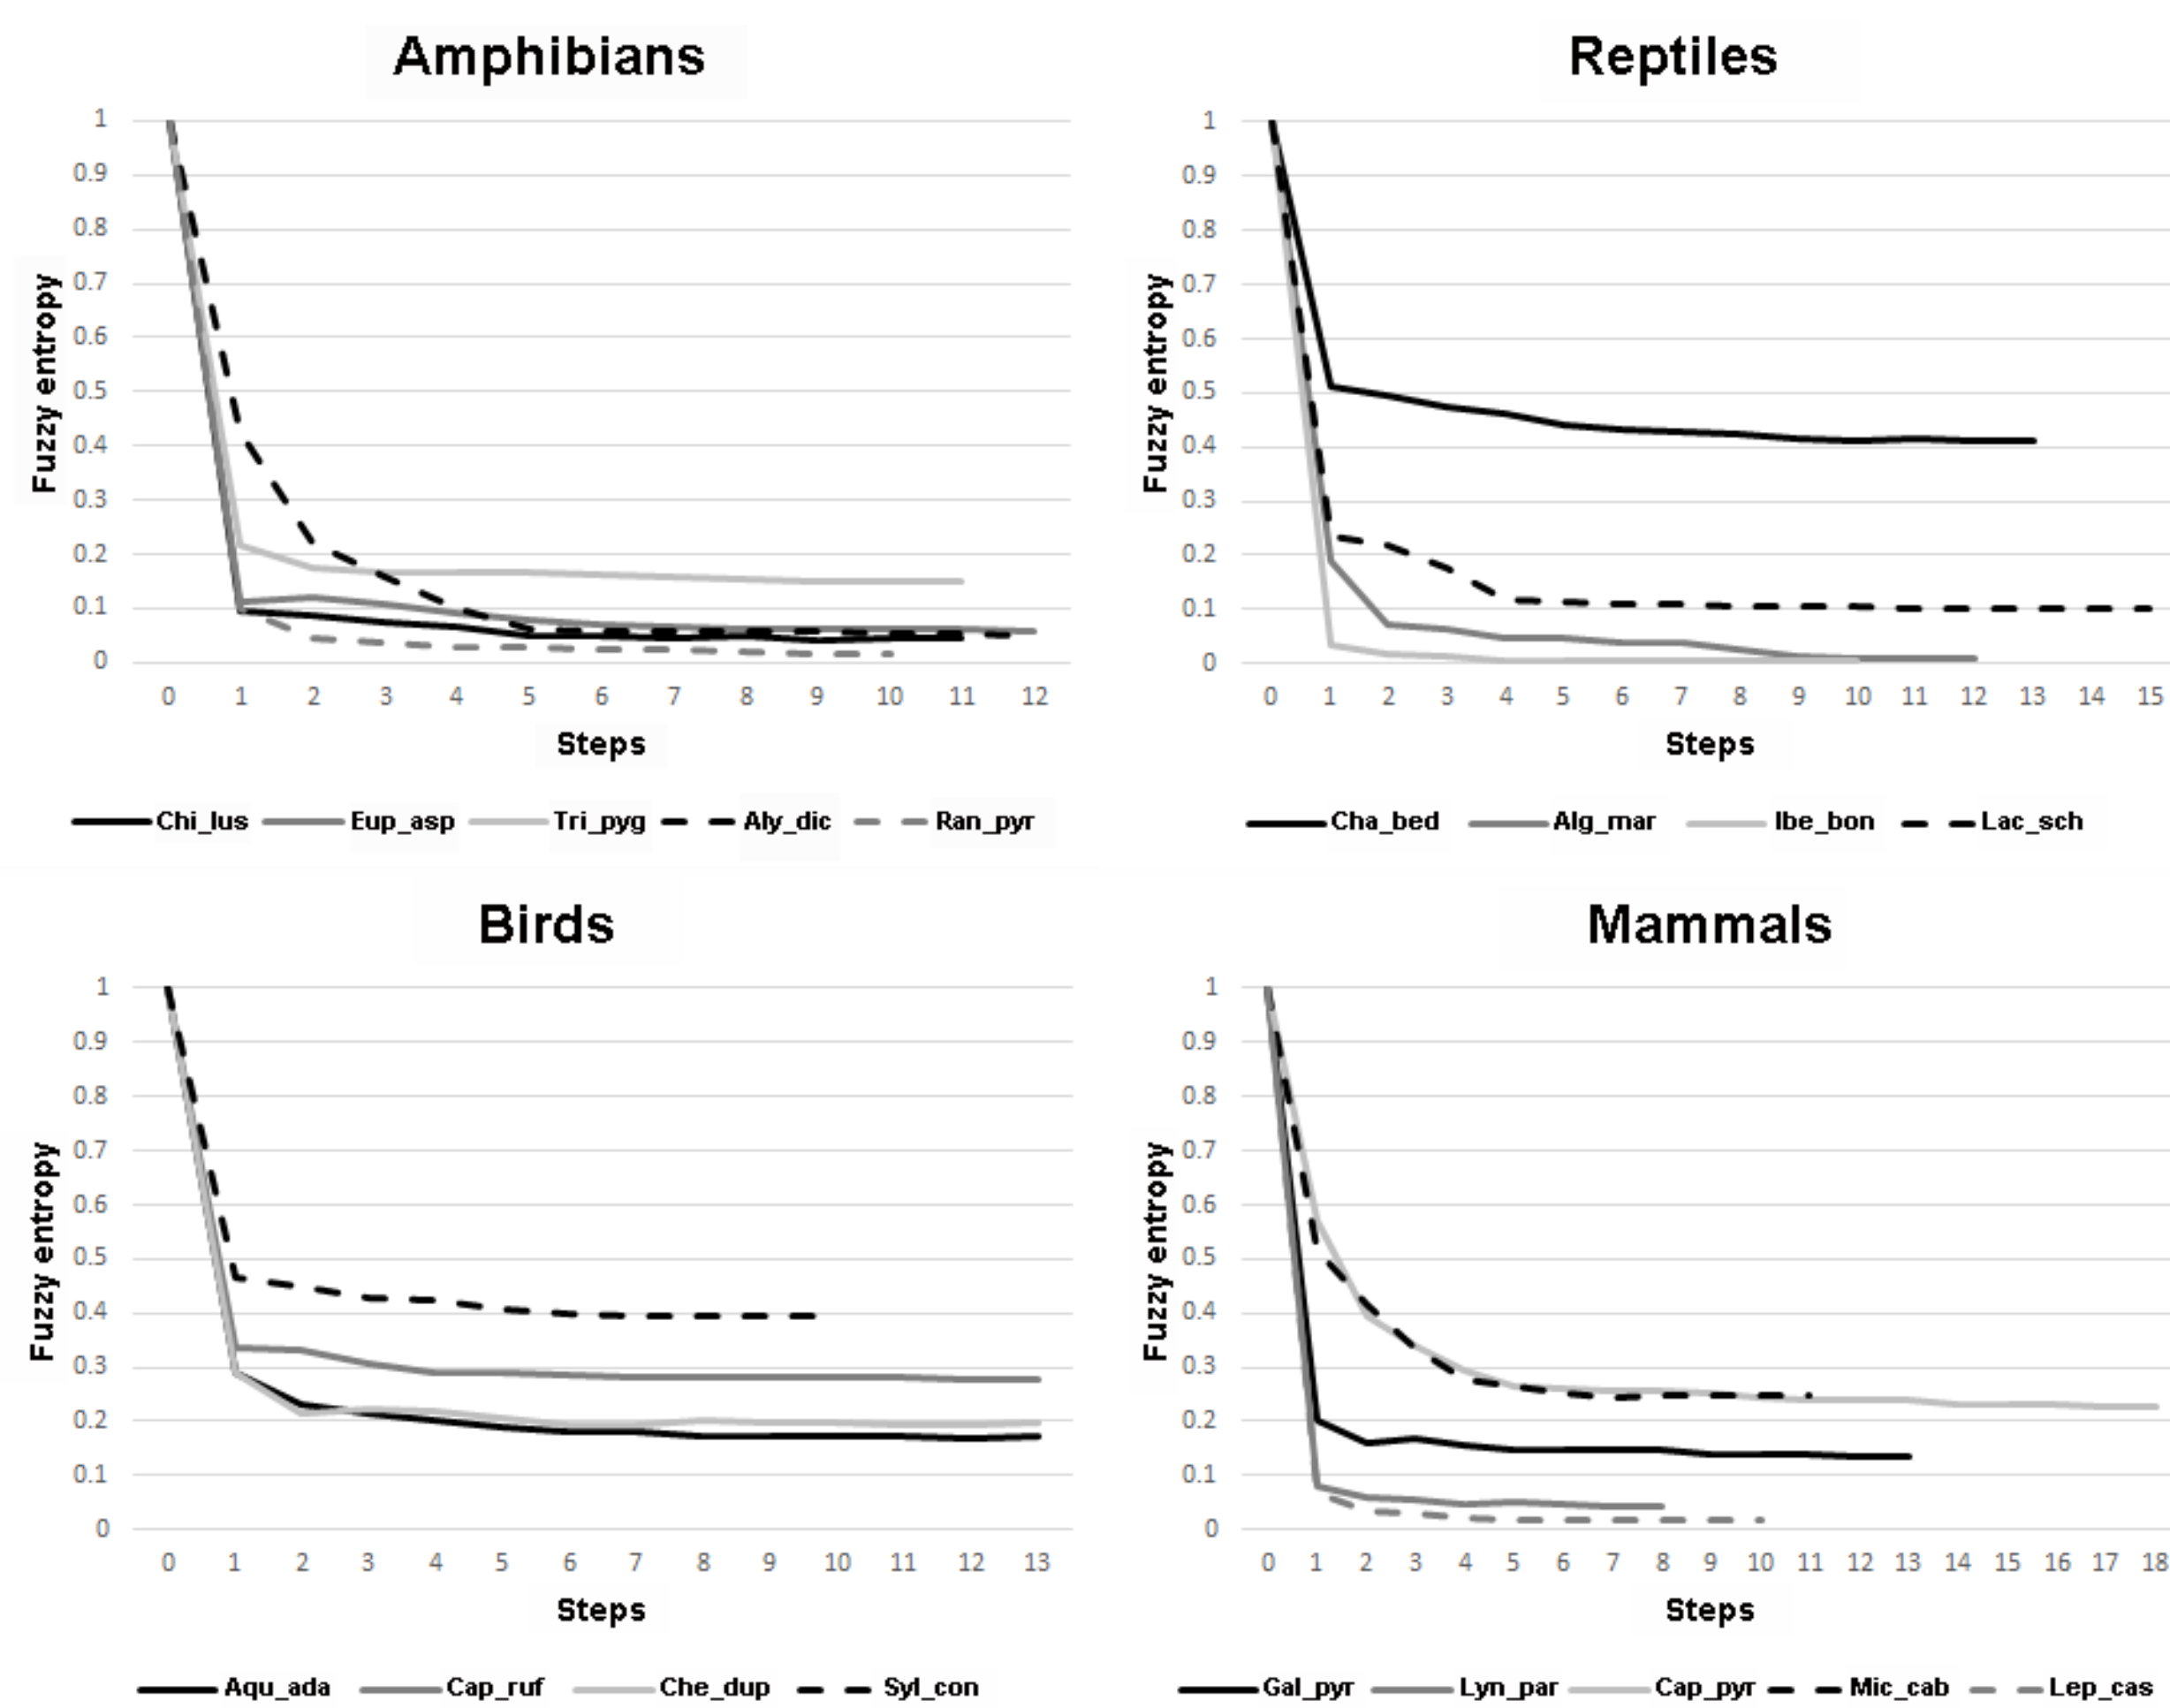 Amphibians
1
0.9
0.8
0.7
0.6
0.5
0.4
0.3
0.2
0.1
0
Fuzzy entropy
0 1 2 3 4 5 6 7 8 9 10 11 12
Steps
Chi_lus Eup_asp Tri_pyg Aly_dic Ran_pyr
Reptiles
1
0.9
0.8
0.7
0.6
0.5
0.4
0.3
0.2
0.1
0
Fuzzy entropy
0 1 2 3 4 5 6 7 8 9 10 11 12 13 14 15
Steps
Cha_bed Alg_mar Ibe_bon Lac_sch
Birds
1
0.9
0.8
0.7
0.6
0.5
0.4
0.3
0.2
0.1
0
Fuzzy entropy
0 1 2 3 4 5 6 7 8 9 10 11 12 13
Steps
Aqu_ada Cap_ruf Che_dup Syl_con
Mammals
1
0.9
0.8
0.7
0.6
0.5
0.4
0.3
0.2
0.1
0
Fuzzy entropy
0 1 2 3 4 5 6 7 8 9 10 11 12 13 14 15 16 17 18
Steps
Gal_pyr Lyn_par Cap_pyr Mic_cab Lep_cas